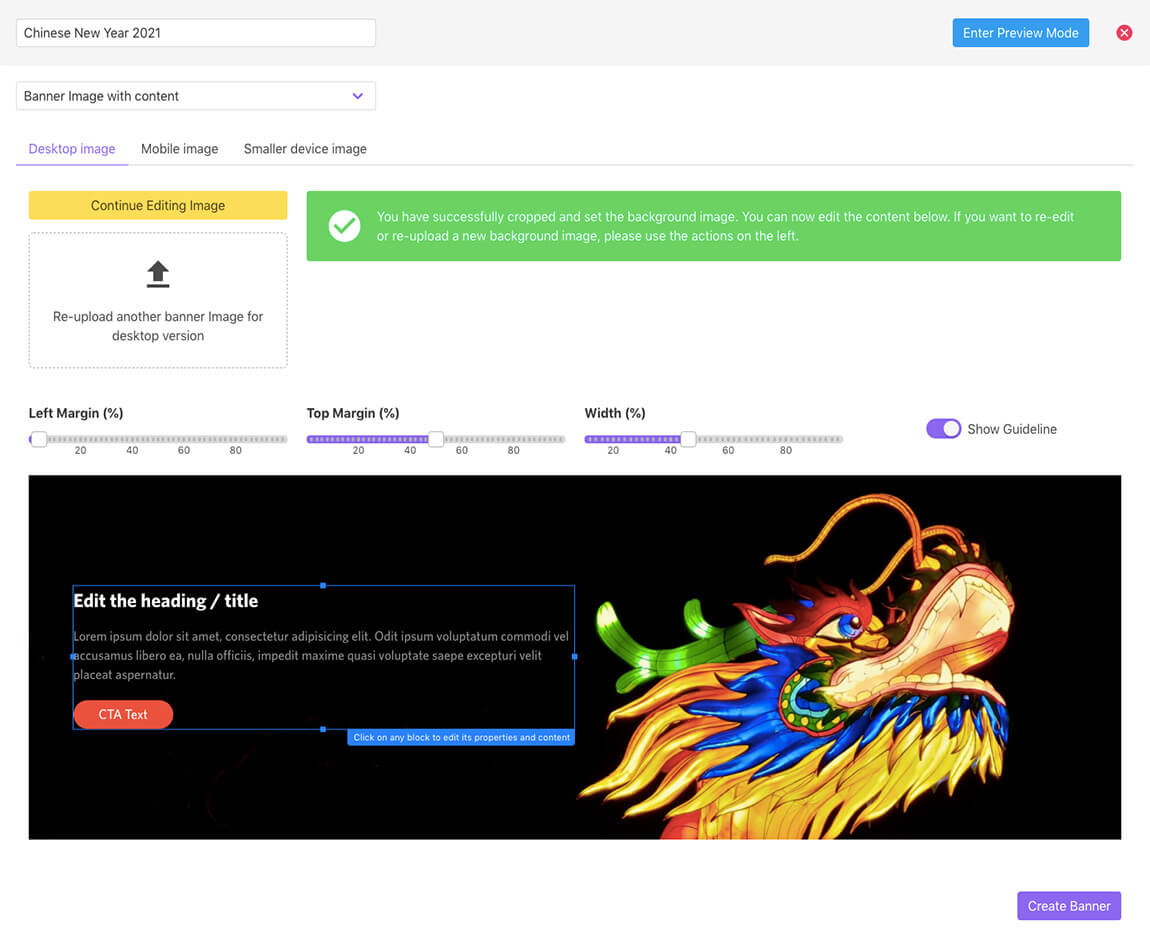 Chinese New Year 2021
Enter Preview Mode
Banner Image with content
Desktop image
Mobile image
Smaller device image
Continue Editing Image
You have successfully cropped and set the background image. You can now edit the content below. If you want to re-edit
or re-upload a new background image, please use the actions on the left.
Re-upload another banner Image for
desktop version
Left Margin (%)
20 40 60 80
Top Margin (%)
20 40 60 80
Width (%)
20 40 60 80
Show Guideline
Edit the heading / title
Lorem ipsum dolor sit amet, consectetur adipisicing elit. Odit ipsum voluptatum commodi vel
accusamus libero ea, nulla officiis, impedit maxime quasi voluptate saepe excepturi velit
placeat aspernatur.
CTA Text
Click on any block to edit its properties and content
Create Banner